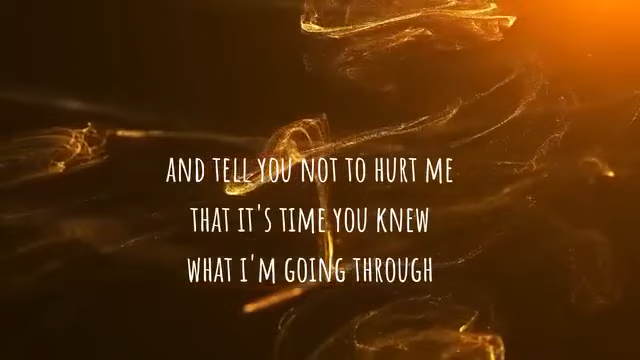 AND TELL YOU NOT TO HURT ME
THAT IT'S TIME YOU KNEW
WHAT I'M GOING THROUGH